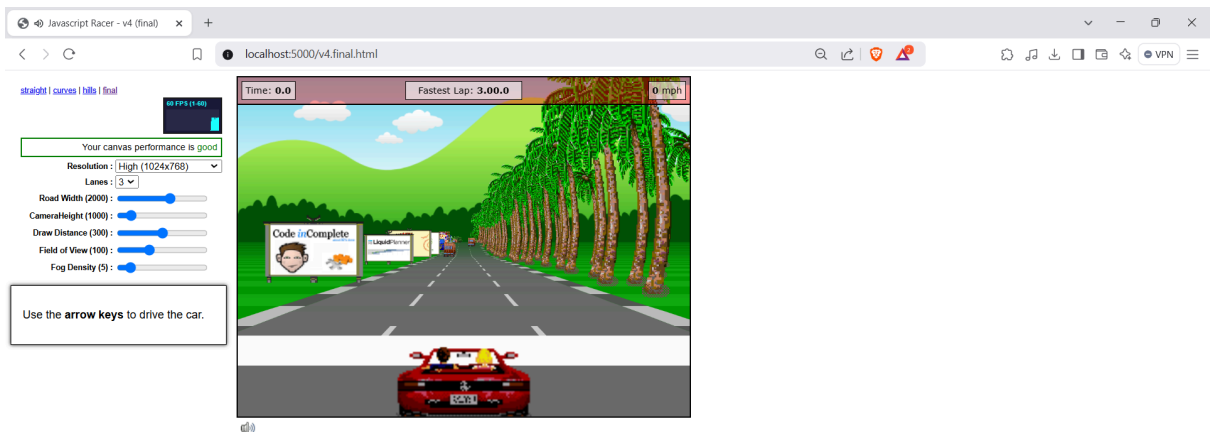 Javascript Racer - v4 (final)
localhost:5000/v4.final.html
VPN
straight | curves | hills | final
60 FPS (1-60)
Your canvas performance is good
Resolution : High (1024x768)
Lanes : 3
Road Width (2000) :
CameraHeight (1000) :
Draw Distance (300) :
Field of View (100) :
Fog Density (5) :
Use the arrow keys to drive the car.
Time: 0.0
Fastest Lap: 3.00.0
0 mph
Code inComplete
LiquidPlanner